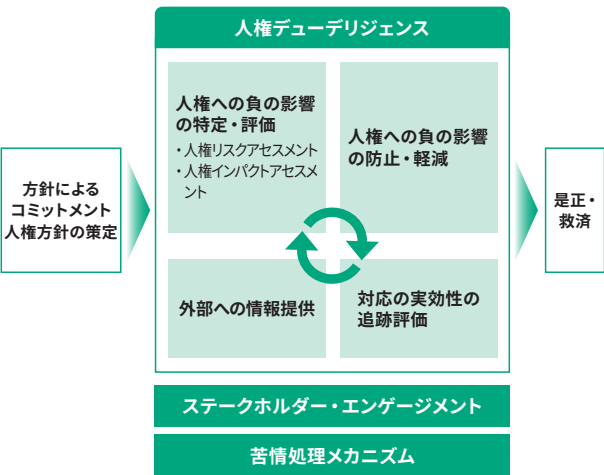 人権デューデリジェンス
人権への負の影響
の特定・評価
・人権リスクアセスメント
・人権インパクトアセスメ
ント
人権への負の影響
の防止・軽減
方針による
コミットメント
人権方針の策定
是正・
救済
外部への情報提供
対応の実効性の
追跡評価
ステークホルダー・エンゲージメント
苦情処理メカニズム